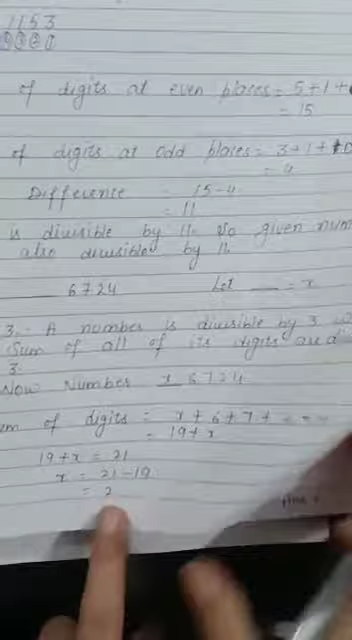 1153
of digits at even places = 5+1+
= 15
of digits at odd places = 3+1+0
= 4
Difference = 15-4
= 11
is divisible by 11. So given num
also divisible by 11
6724 Let __ = x
3. A number is divisible by 3
Sum of all of its digits
3.
Now Number x 6724
um of digits = x + 6 + 7 +
= 19 + x
19 + x = 21
x = 21 - 19
= 2